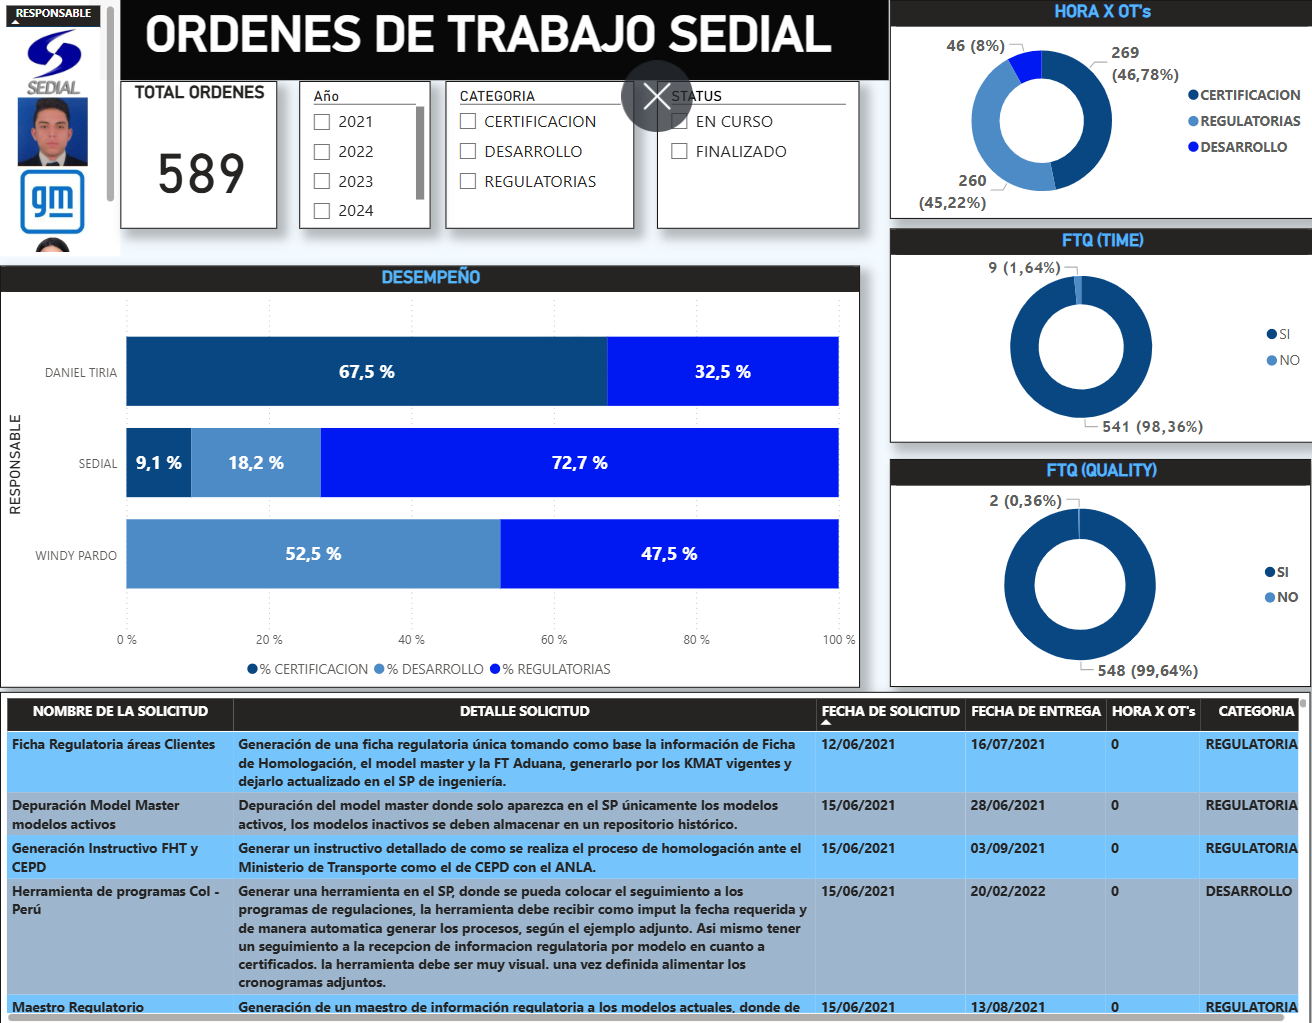 RESPONSABLE
SEDIAL
gm
ORDENES DE TRABAJO SEDIAL
TOTAL ORDENES
589
Año
2021
2022
2023
2024
CATEGORIA
CERTIFICACION
DESARROLLO
REGULATORIAS
STATUS
EN CURSO
FINALIZADO
HORA X OT's
46 (8%)
269
(46,78%)
260
(45,22%)
CERTIFICACION
REGULATORIAS
DESARROLLO
FTQ (TIME)
9 (1,64%)
541 (98,36%)
SI
NO
FTQ (QUALITY)
2 (0,36%)
548 (99,64%)
SI
NO
DESEMPEÑO
RESPONSABLE
DANIEL TIRIA
67,5 %
32,5 %
SEDIAL
9,1 %
18,2 %
72,7 %
WINDY PARDO
52,5 %
47,5 %
0 %
20 %
40 %
60 %
80 %
100 %
% CERTIFICACION
% DESARROLLO
% REGULATORIAS
NOMBRE DE LA SOLICITUD
DETALLE SOLICITUD
FECHA DE SOLICITUD
FECHA DE ENTREGA
HORA X OT's
CATEGORIA
Ficha Regulatoria áreas Clientes
Generación de una ficha regulatoria única tomando como base la información de Ficha
de Homologación, el model master y la FT Aduana, generarlo por los KMAT vigentes y
dejarlo actualizado en el SP de ingeniería.
12/06/2021
16/07/2021
0
REGULATORIA
Depuración Model Master
modelos activos
Depuración del model master donde solo aparezca en el SP únicamente los modelos
activos, los modelos inactivos se deben almacenar en un repositorio histórico.
15/06/2021
28/06/2021
0
REGULATORIA
Generación Instructivo FHT y
CEPD
Generar un instructivo detallado de como se realiza el proceso de homologación ante el
Ministerio de Transporte como el de CEPD con el ANLA.
15/06/2021
03/09/2021
0
REGULATORIA
Herramienta de programas Col -
Perú
Generar una herramienta en el SP, donde se pueda colocar el seguimiento a los
programas de regulaciones, la herramienta debe recibir como imput la fecha requerida y
de manera automatica generar los procesos, según el ejemplo adjunto. Asi mismo tener
un seguimiento a la recepcion de informacion regulatoria por modelo en cuanto a
certificados. la herramienta debe ser muy visual. una vez definida alimentar los
cronogramas adjuntos.
15/06/2021
20/02/2022
0
DESARROLLO
Maestro Regulatorio
Generación de un maestro de información regulatoria a los modelos actuales, donde de
15/06/2021
13/08/2021
0
REGULATORIA